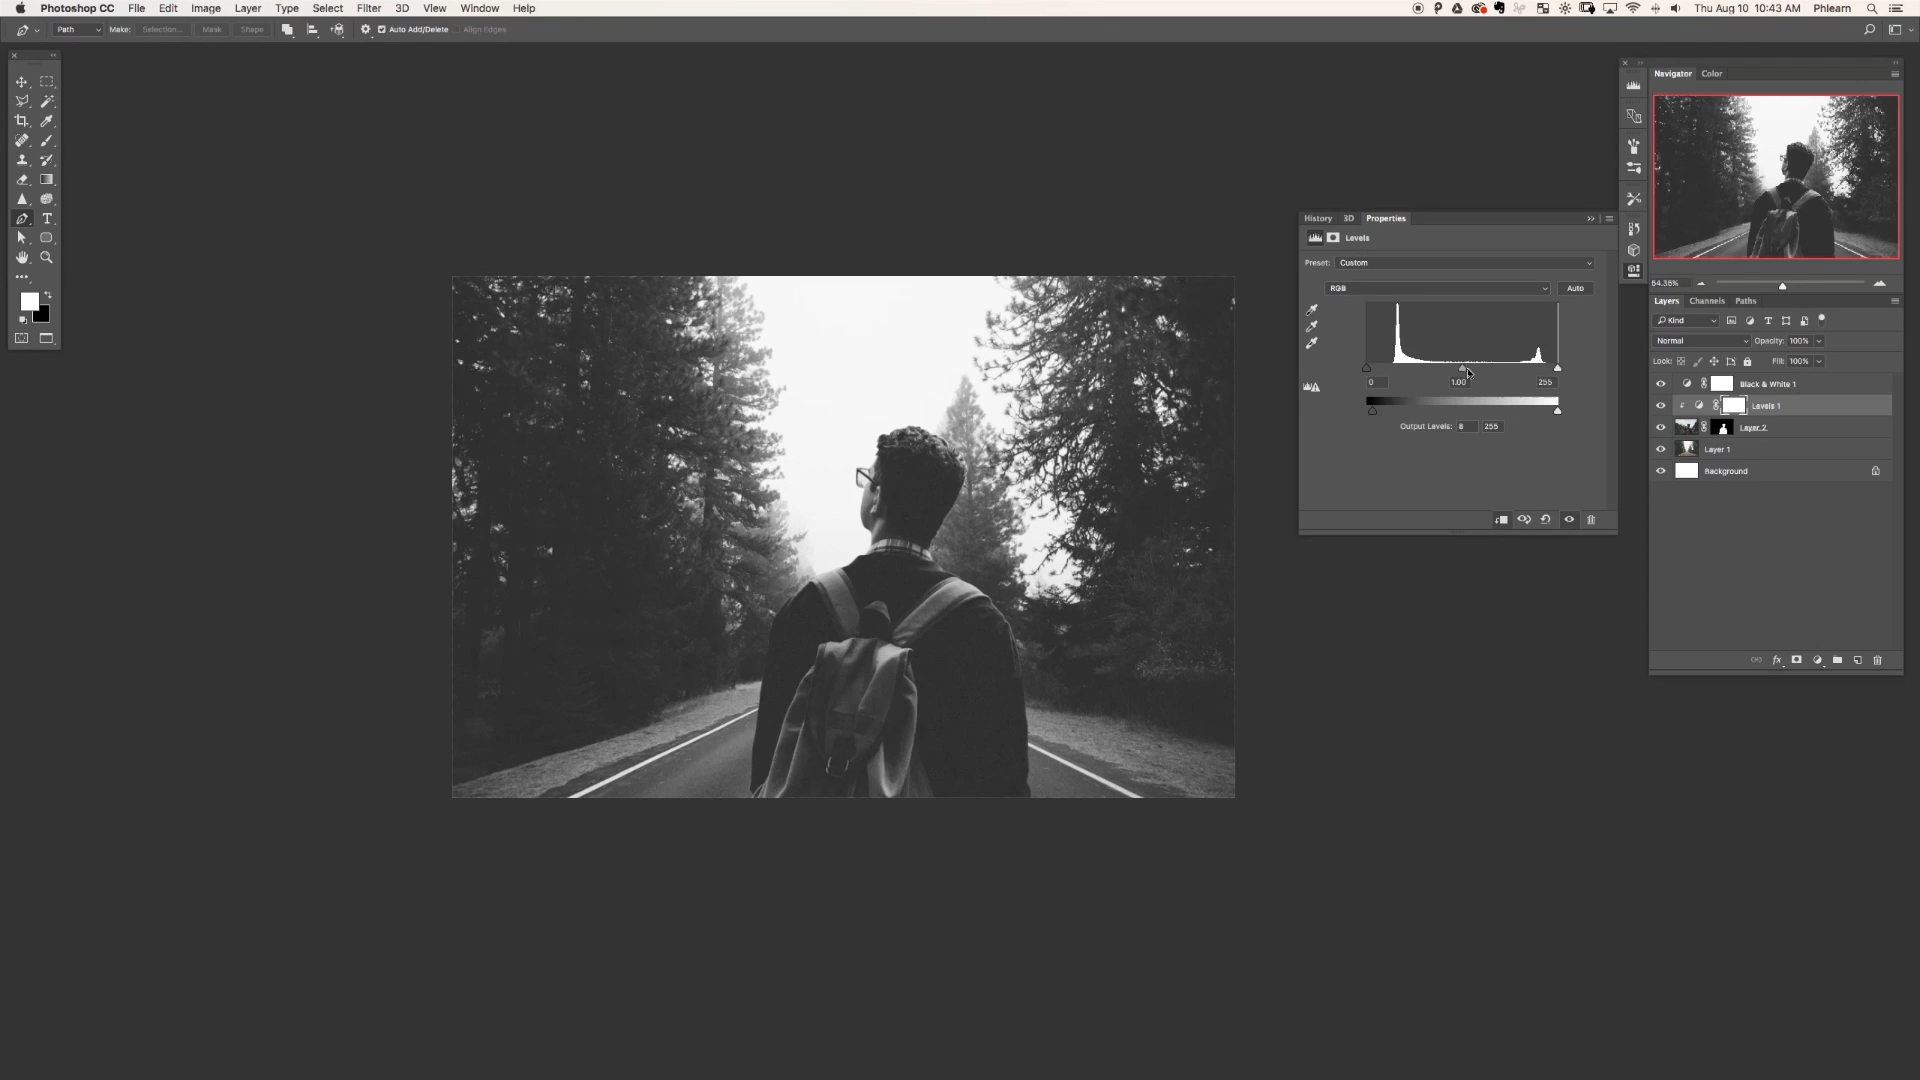 Photoshop CC File Edit Image Layer Type Select Filter 3D View Window Help Thu Aug 10 10:43 AM Phlearn
Path Make: Selection... Mask Shape Auto Add/Delete Align Edges
Navigator Color
64.36%
History 3D Properties
Levels
Preset: Custom
RGB Auto
0 1.00 255
Output Levels: 8 255
Layers Channels Paths
Kind
Normal Opacity: 100%
Lock: Fill: 100%
Black & White 1
Levels 1
Layer 2
Layer 1
Background